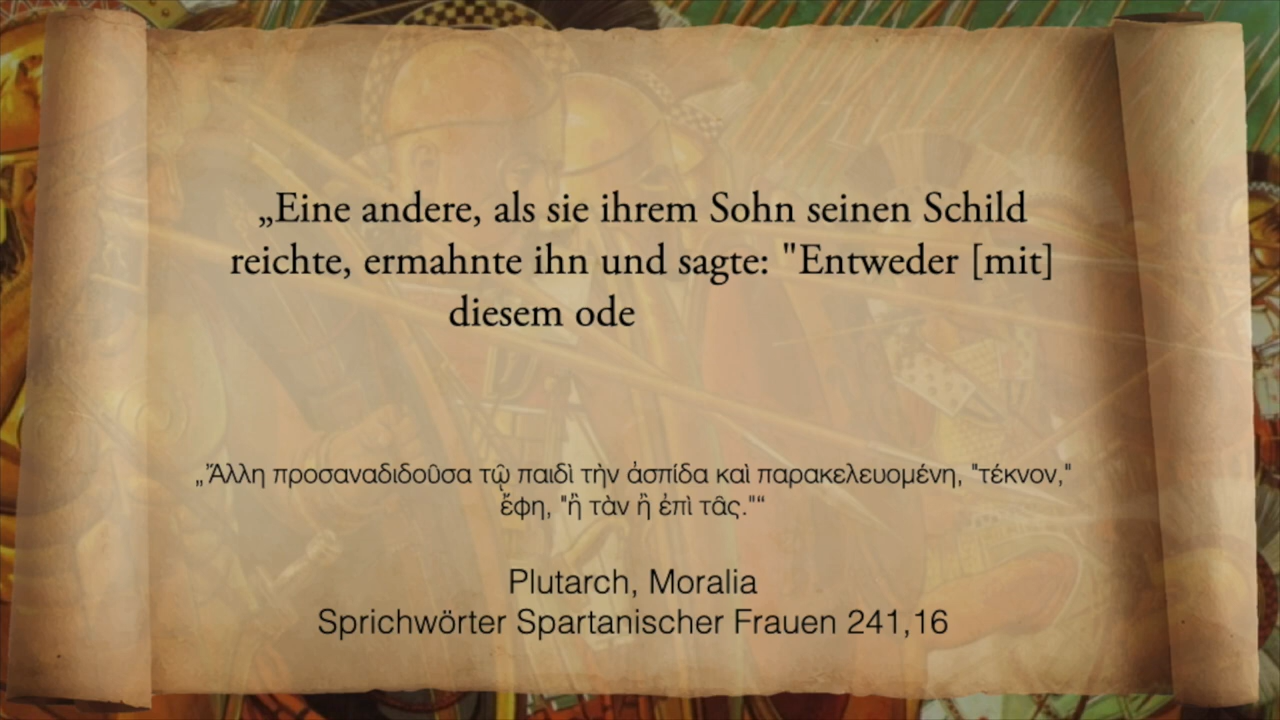 „Eine andere, als sie ihrem Sohn seinen Schild
reichte, ermahnte ihn und sagte: "Entweder [mit]
diesem ode
„Ἄλλη προσαναδιδοῦσα τῷ παιδὶ τὴν ἀσπίδα καὶ παρακελευομένη, "τέκνον,"
ἔφη, "ἢ τὰν ἢ ἐπὶ τᾶς."“
Plutarch, Moralia
Sprichwörter Spartanischer Frauen 241,16